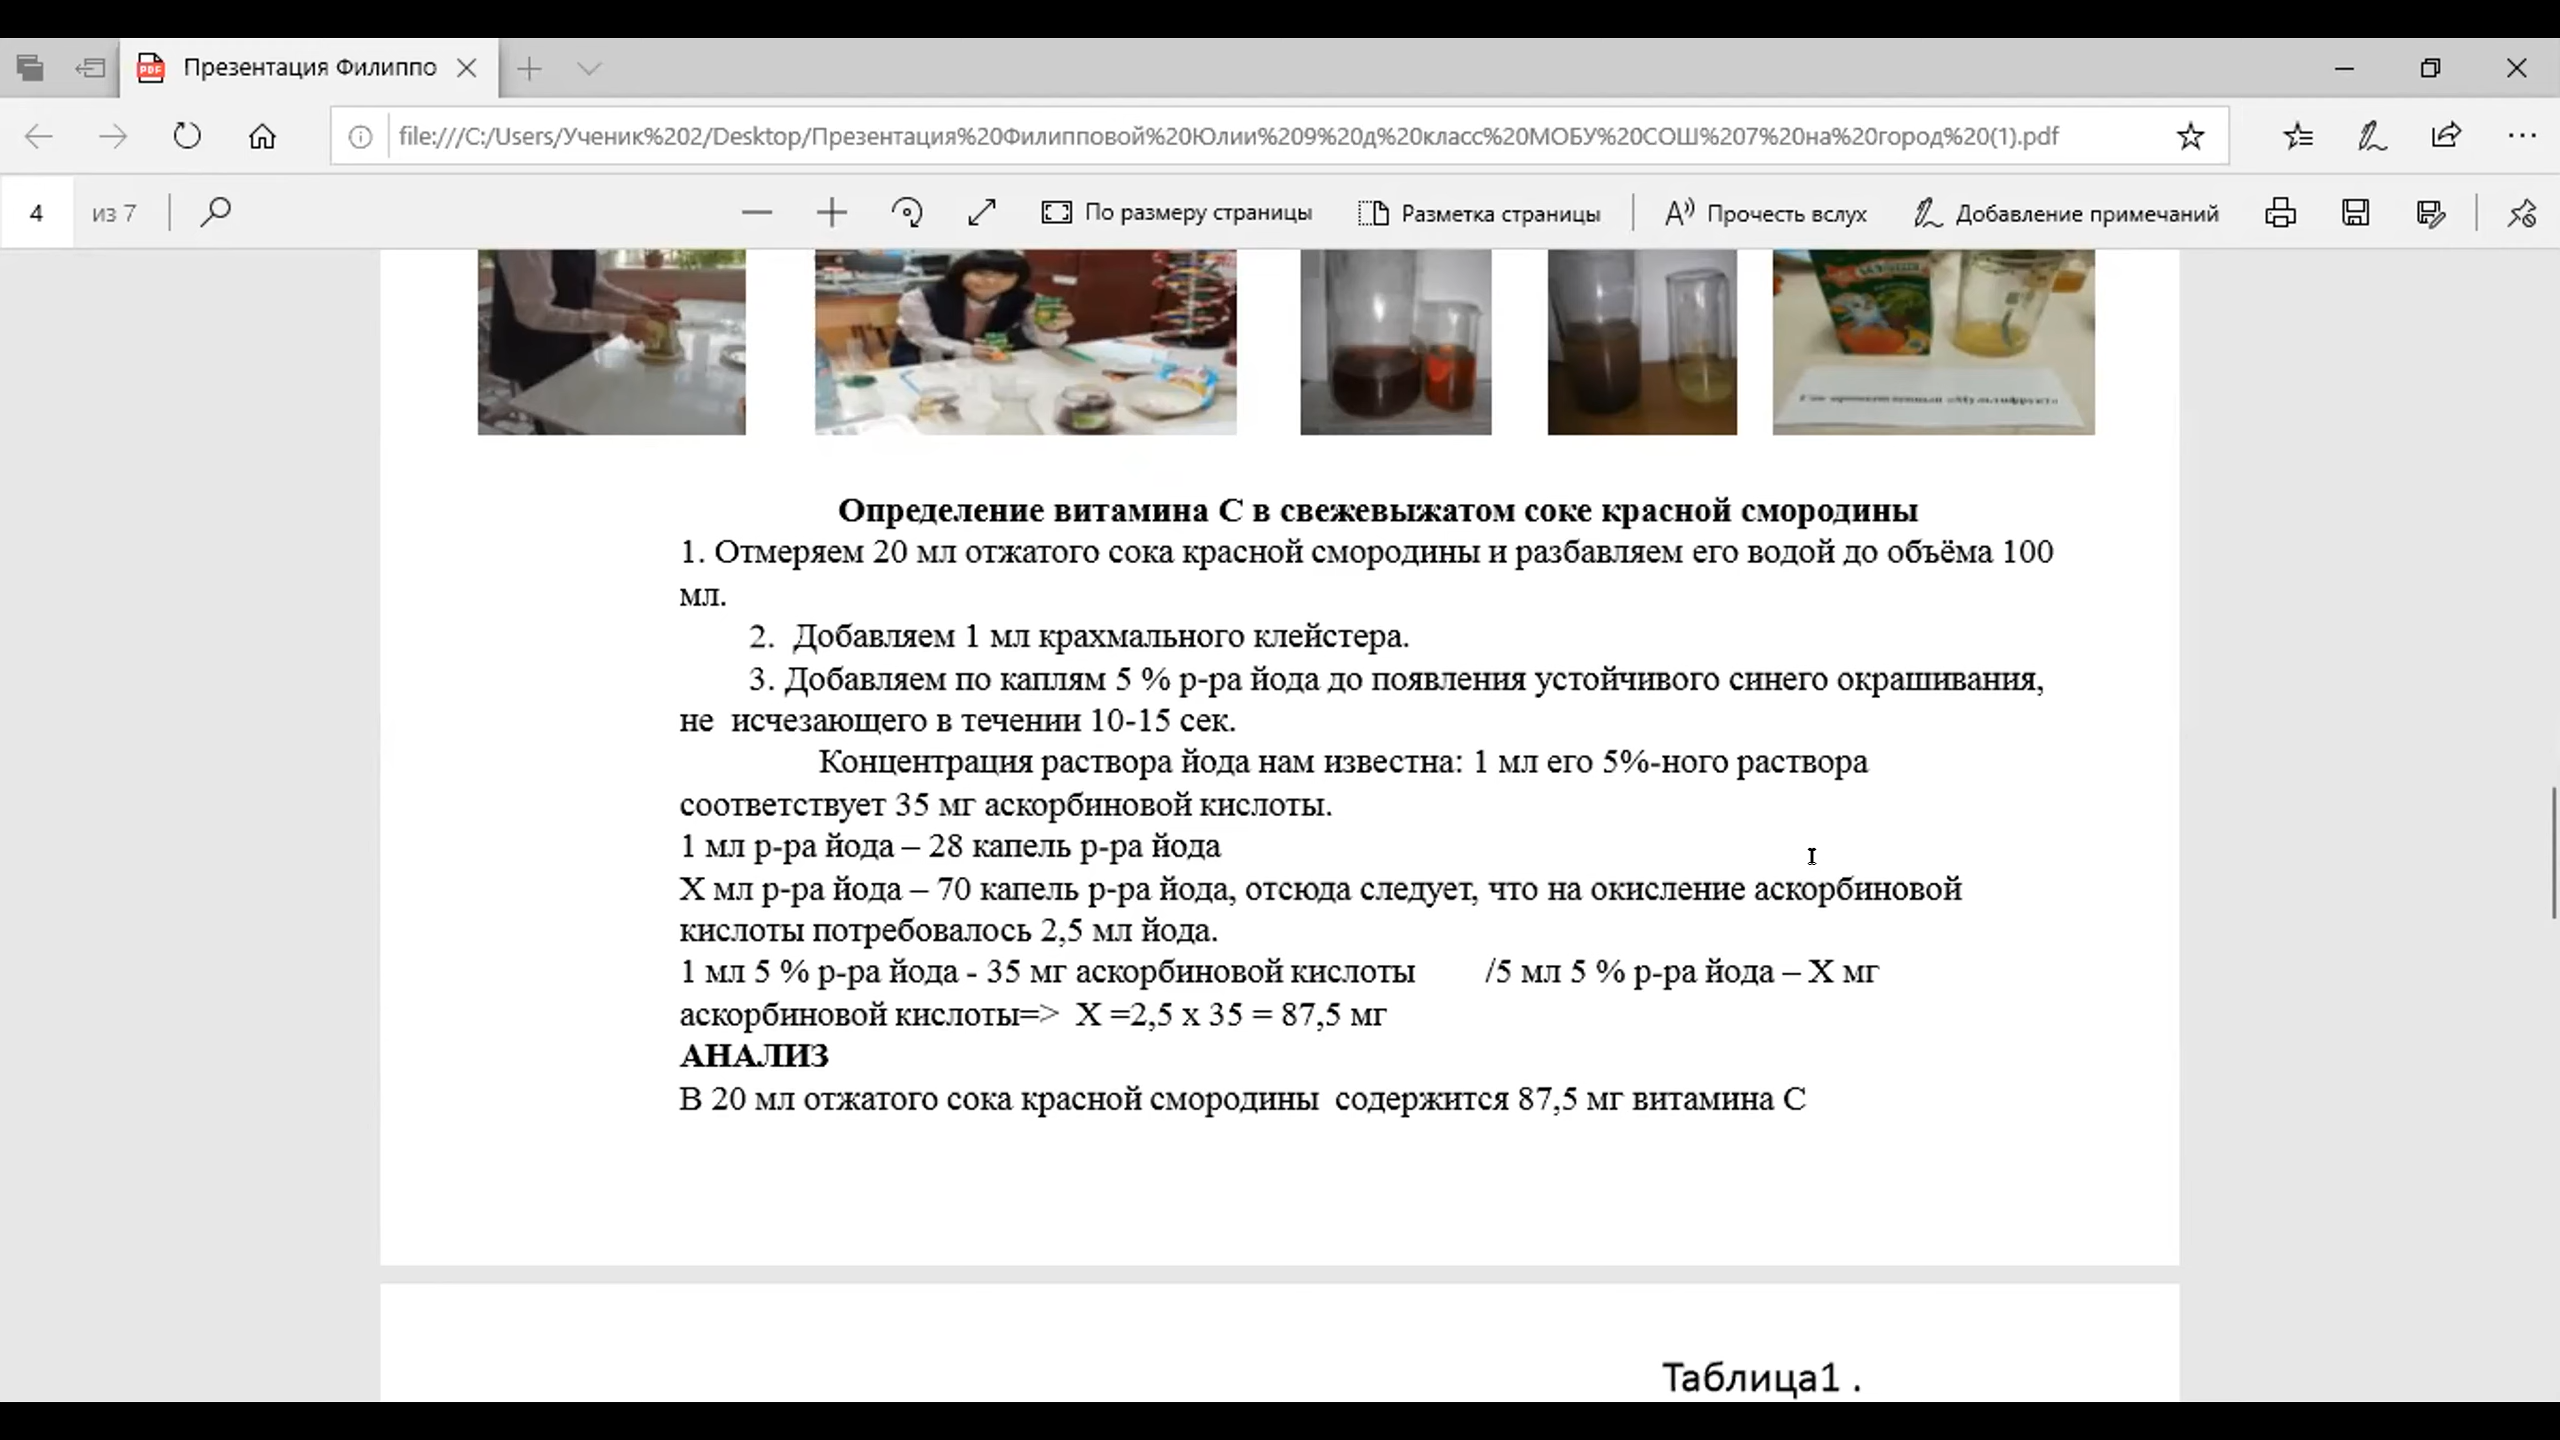 Презентация Филиппо
file:///C:/Users/Ученик%202/Desktop/Презентация%20Филипповой%20Юлии%209%20д%20класс%20МОБУ%20СОШ%207%20на%20город%20(1).pdf
4 из 7 По размеру страницы Разметка страницы Прочесть вслух Добавление примечаний
Определение витамина С в свежевыжатом соке красной смородины
1. Отмеряем 20 мл отжатого сока красной смородины и разбавляем его водой до объёма 100
мл.
2. Добавляем 1 мл крахмального клейстера.
3. Добавляем по каплям 5 % р-ра йода до появления устойчивого синего окрашивания,
не исчезающего в течении 10-15 сек.
Концентрация раствора йода нам известна: 1 мл его 5%-ного раствора
соответствует 35 мг аскорбиновой кислоты.
1 мл р-ра йода – 28 капель р-ра йода
Х мл р-ра йода – 70 капель р-ра йода, отсюда следует, что на окисление аскорбиновой
кислоты потребовалось 2,5 мл йода.
1 мл 5 % р-ра йода - 35 мг аскорбиновой кислоты /5 мл 5 % р-ра йода – Х мг
аскорбиновой кислоты=> Х =2,5 х 35 = 87,5 мг
АНАЛИЗ
В 20 мл отжатого сока красной смородины содержится 87,5 мг витамина С
Таблица1 .